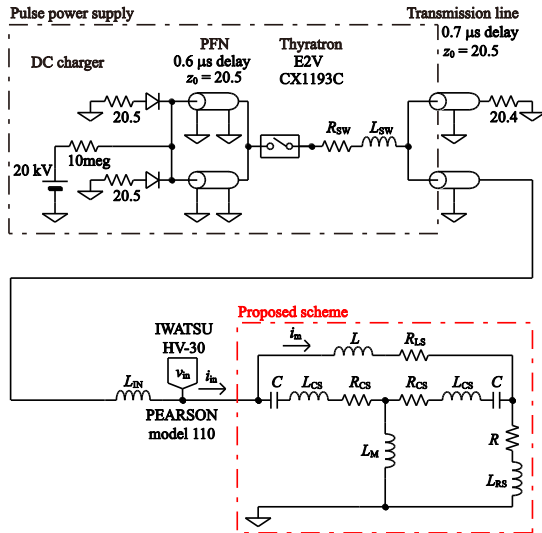 Pulse power supply
Transmission line
0.7 μs delay
z0 = 20.5
DC charger
PFN
0.6 μs delay
z0 = 20.5
Thyratron
E2V
CX1193C
20.5
RSW
LSW
20.4
10meg
20 kV
20.5
Proposed scheme
IWATSU
HV-30
vin
iin
LIN
PEARSON
model 110
im
L
RLS
C
LCS
RCS
RCS
LCS
C
LM
R
LRS